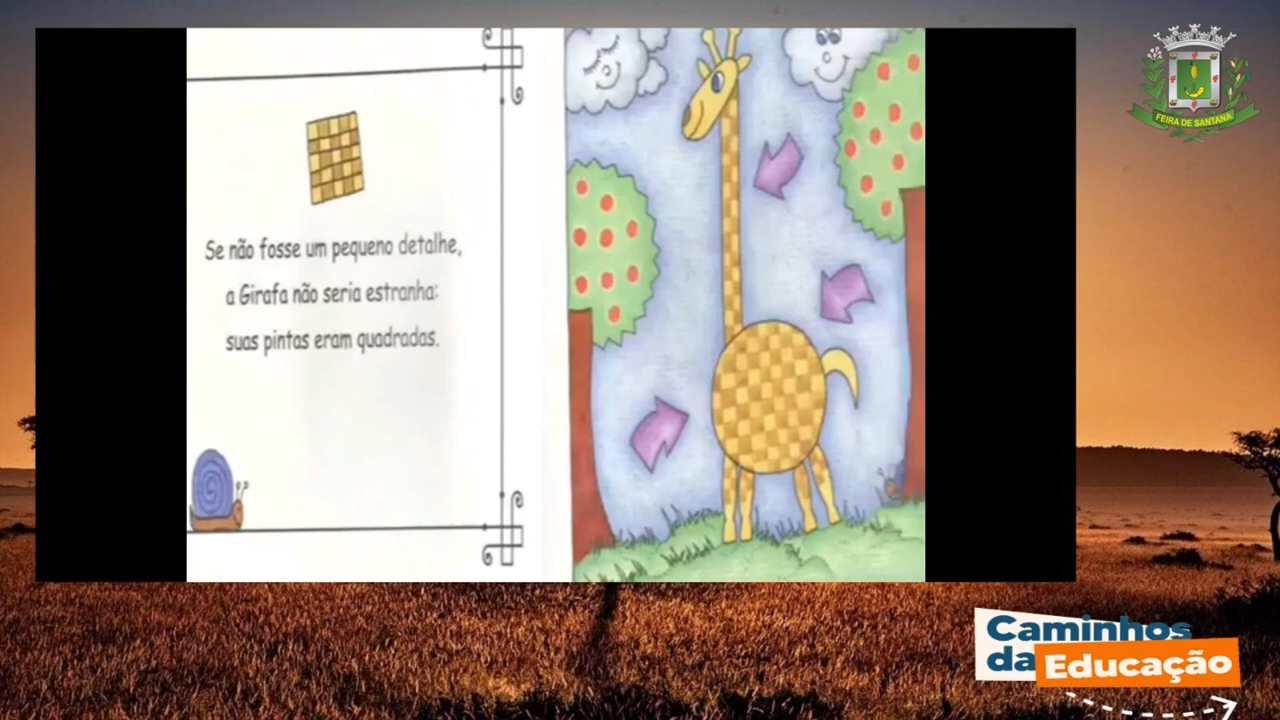 Se não fosse um pequeno detalhe,
a Girafa não seria estranha:
suas pintas eram quadradas.
FEIRA DE SANTANA
Caminhos
da Educação